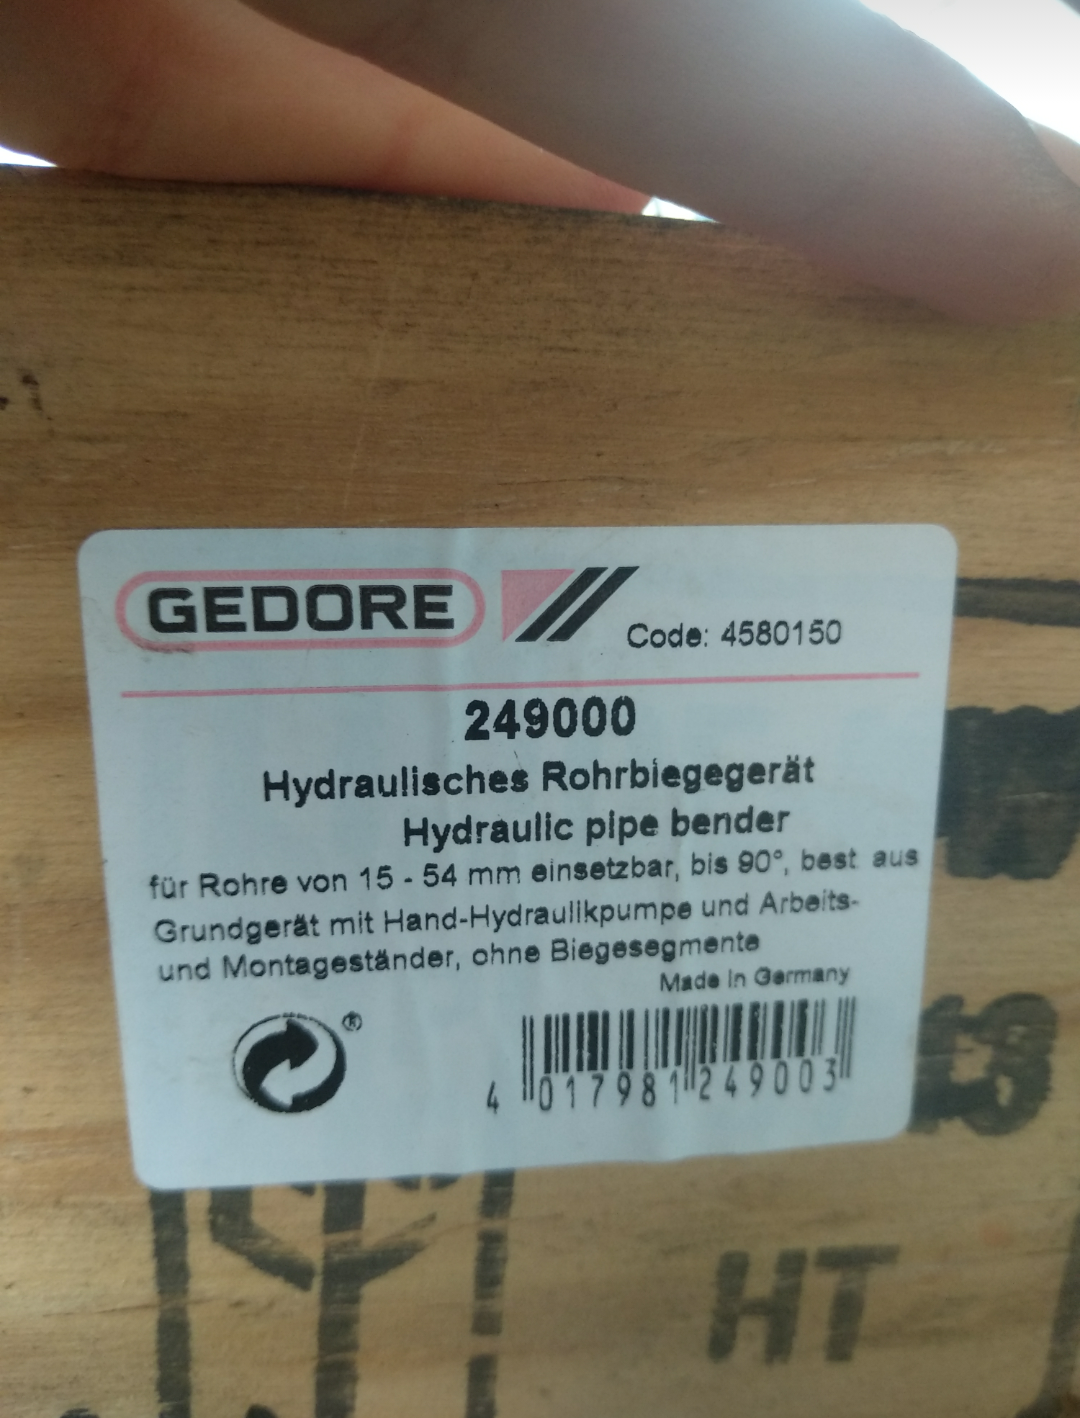 GEDORE
Code: 4580150
249000
Hydraulisches Rohrbiegegerät
Hydraulic pipe bender
für Rohre von 15 - 54 mm einsetzbar, bis 90°, best aus
Grundgerät mit Hand-Hydraulikpumpe und Arbeits-
und Montageständer, ohne Biegesegmente
Made in Germany
®
4 017981 249003
HT